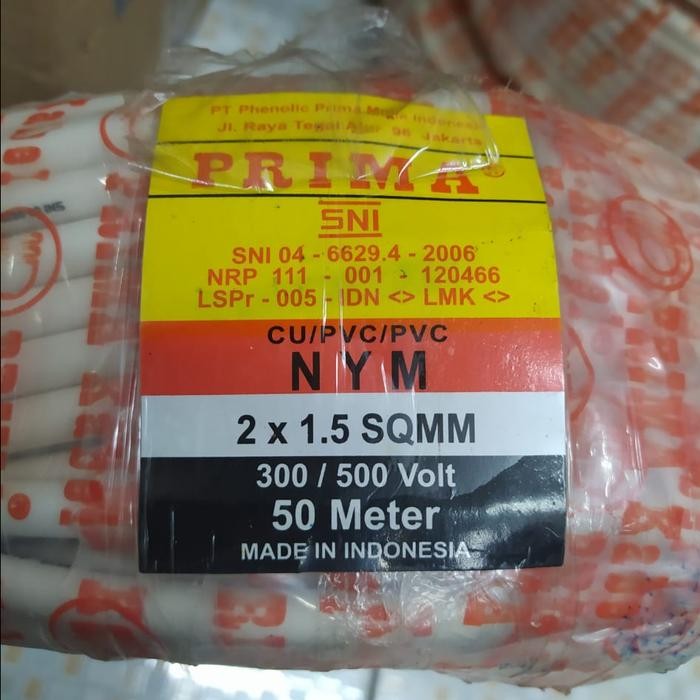 PT Phenolic Prima Mulia Indonesia
Jl. Raya Tegal Alur 96 Jakarta
PRIMA®
SNI
SNI 04 - 6629.4 - 2006
NRP 111 - 001 - 120466
LSPr - 005 - IDN <> LMK <>
CU/PVC/PVC
NYM
2 x 1.5 SQMM
300 / 500 Volt
50 Meter
MADE IN INDONESIA